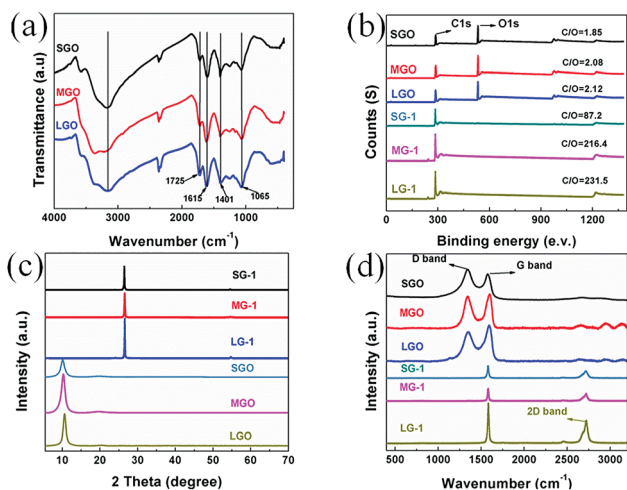 (a)
SGO
MGO
LGO
1725
1615
1401
1065
Transmittance (a.u)
4000 3000 2000 1000
Wavenumber (cm-1)
(b)
C1s
O1s
SGO
C/O=1.85
MGO
C/O=2.08
LGO
C/O=2.12
SG-1
C/O=87.2
MG-1
C/O=216.4
LG-1
C/O=231.5
Counts (S)
0 300 600 900 1200
Binding energy (e.v.)
(c)
SG-1
MG-1
LG-1
SGO
MGO
LGO
Intensity (a.u.)
10 20 30 40 50 60 70
2 Theta (degree)
(d)
D band
G band
SGO
MGO
LGO
SG-1
MG-1
2D band
LG-1
Intensity (a.u.)
500 1000 1500 2000 2500 3000
Wavenumber (cm-1)